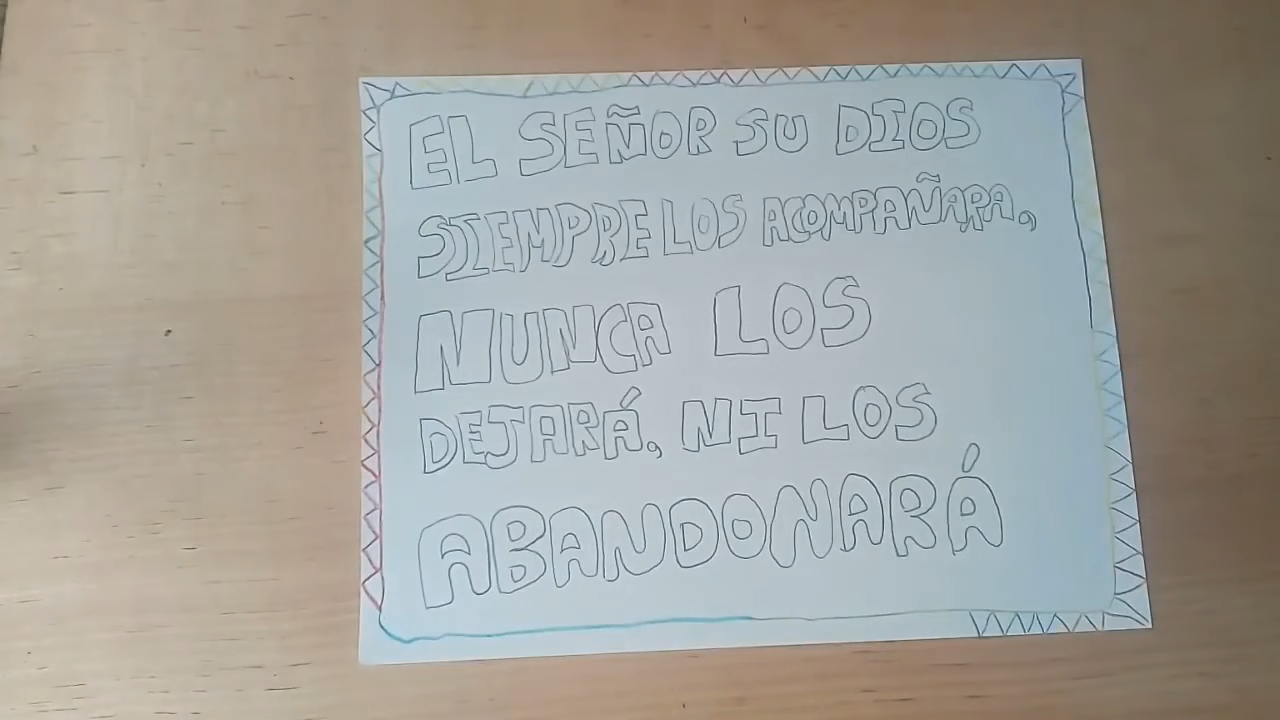 EL SEÑOR SU DIOS
SIEMPRE LOS ACOMPAÑARA,
NUNCA LOS
DEJARÁ. NI LOS
ABANDONARÁ